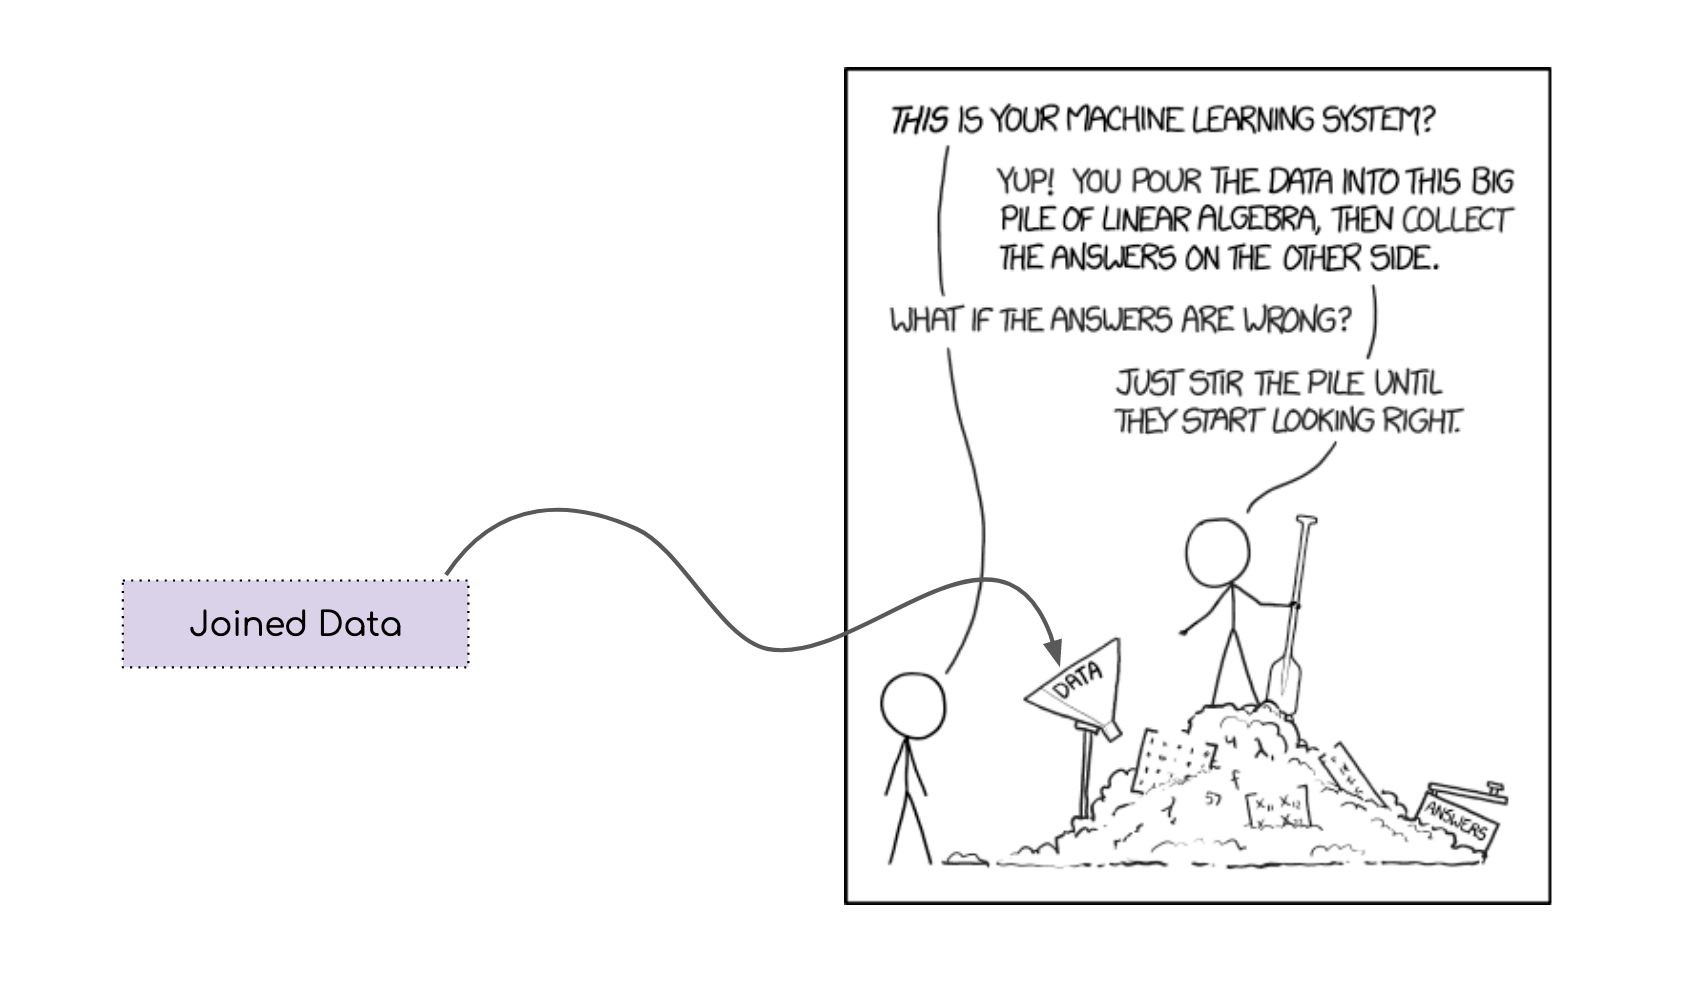 THIS IS YOUR MACHINE LEARNING SYSTEM?
YUP! YOU POUR THE DATA INTO THIS BIG
PILE OF LINEAR ALGEBRA, THEN COLLECT
THE ANSWERS ON THE OTHER SIDE.
WHAT IF THE ANSWERS ARE WRONG?
JUST STIR THE PILE UNTIL
THEY START LOOKING RIGHT.
Joined Data
DATA
ANSWERS